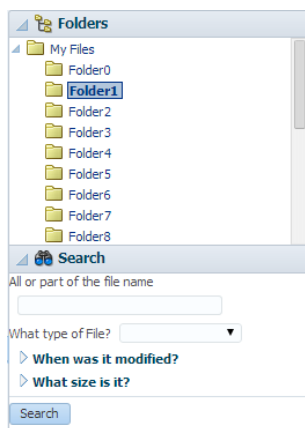 Folders
My Files
Folder0
Folder1
Folder2
Folder3
Folder4
Folder5
Folder6
Folder7
Folder8
Search
All or part of the file name
What type of File?
When was it modified?
What size is it?
Search